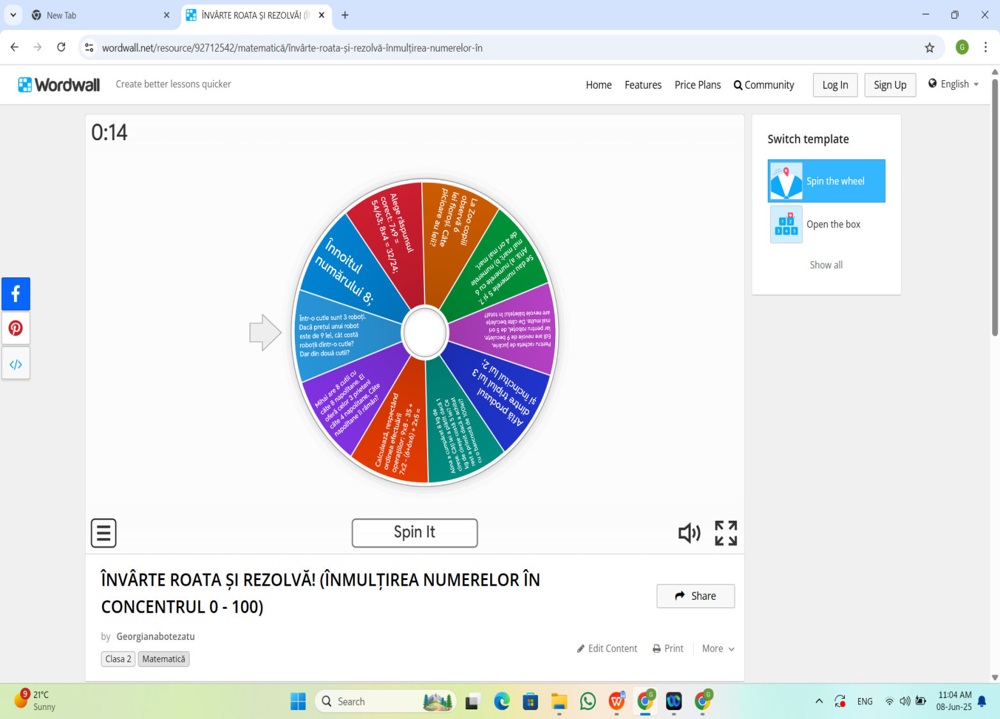 New Tab
ÎNVÂRTE ROATA ȘI REZOLVĂ! (Î
wordwall.net/resource/92712542/matematică/învârte-roata-și-rezolvă-înmulțirea-numerelor-în
G
Wordwall
Create better lessons quicker
Home
Features
Price Plans
Community
Log In
Sign Up
English
0:14
Alege răspunsul
corect: 7x9 =
54/63; 8x4 = 32/24;
La Zoo copiii
observă 6
lei fioroși. Câte
picioare au leii?
Se dau numerele 5 și 7.
Află: a) numerele cu 6
mai mari; b) numerele
de 4 ori mai mari.
Pentru racheta de jucărie,
Edi are nevoie de 9 beculețe,
iar pentru roboțel, de 5 ori
mai multe. De câte beculețe
are nevoie băiețelul în total?
Află produsul
dintre triplul lui 3
și încincitul lui 2;
Alina a cumpărat 8 kg de
cireșe. Câți lei a plătit dacă 1
kg de cireșe costă 5 lei? Ce
rest a primit dacă a achitat
cu o bancnotă de 100lei?
Calculează, respectând
ordinea efectuării
operațiilor: 9x8 - 35 +
7x2 - (6+6x6) + 2x5 =
Mihai are 8 cutii cu
câte 8 napolitane. El
oferă celor 3 prieteni
câte 4 napolitane. Câte
napolitane îi rămân?
Într-o cutie sunt 3 roboți.
Dacă prețul unui robot
este de 9 lei, cât costă
roboții dintr-o cutie?
Dar din două cutii?
Înnoitul
numărului 8;
Spin It
Switch template
Spin the wheel
Open the box
Show all
ÎNVÂRTE ROATA ȘI REZOLVĂ! (ÎNMULȚIREA NUMERELOR ÎN
CONCENTRUL 0 - 100)
Share
by Georgianabotezatu
Edit Content
Print
More
Clasa 2
Matematică
9
21°C
Sunny
Search
ENG
11:04 AM
08-Jun-25